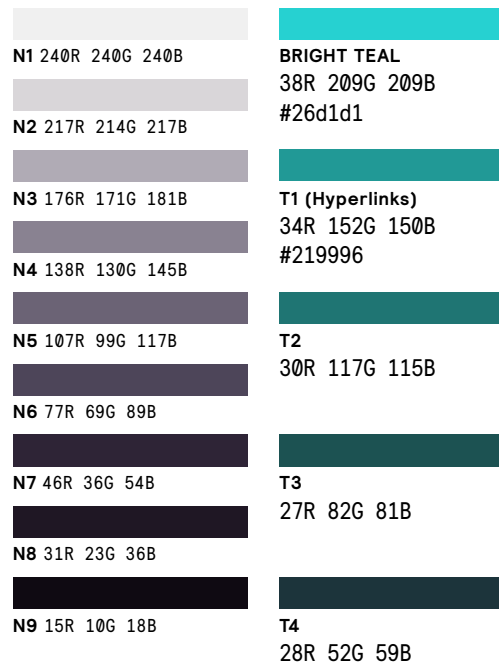 N1 240R 240G 240B
N2 217R 214G 217B
N3 176R 171G 181B
N4 138R 130G 145B
N5 107R 99G 117B
N6 77R 69G 89B
N7 46R 36G 54B
N8 31R 23G 36B
N9 15R 10G 18B
BRIGHT TEAL
38R 209G 209B
#26d1d1
T1 (Hyperlinks)
34R 152G 150B
#219996
T2
30R 117G 115B
T3
27R 82G 81B
T4
28R 52G 59B